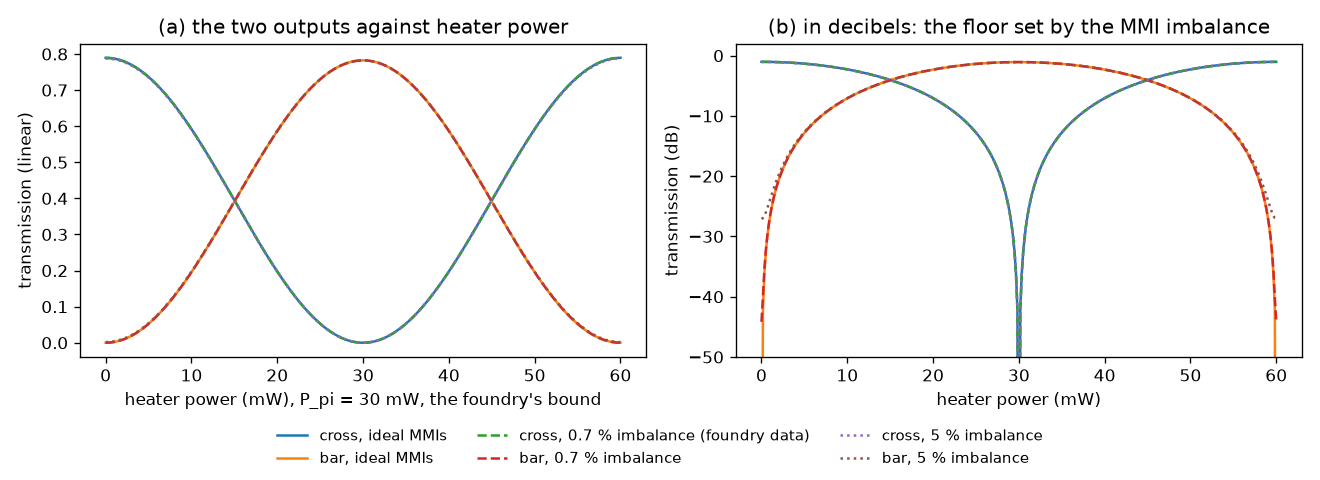 (a) the two outputs against heater power
transmission (linear)
0.8
0.7
0.6
0.5
0.4
0.3
0.2
0.1
0.0
0 10 20 30 40 50 60
heater power (mW), P_pi = 30 mW, the foundry's bound
(b) in decibels: the floor set by the MMI imbalance
transmission (dB)
0
−10
−20
−30
−40
−50
0 10 20 30 40 50 60
heater power (mW)
cross, ideal MMIs
bar, ideal MMIs
cross, 0.7 % imbalance (foundry data)
bar, 0.7 % imbalance
cross, 5 % imbalance
bar, 5 % imbalance